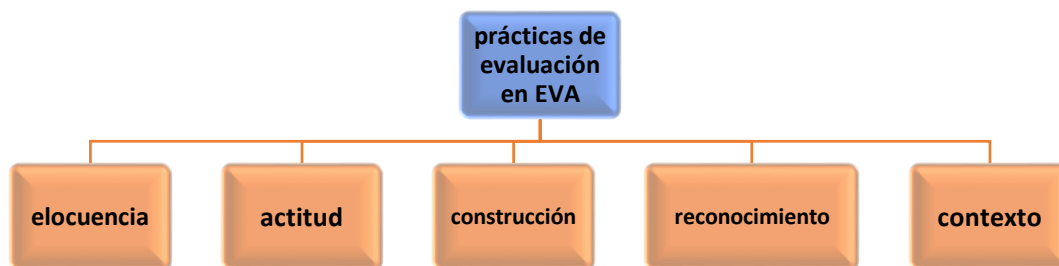 prácticas de
evaluación
en EVA
elocuencia
actitud
construcción
reconocimiento
contexto